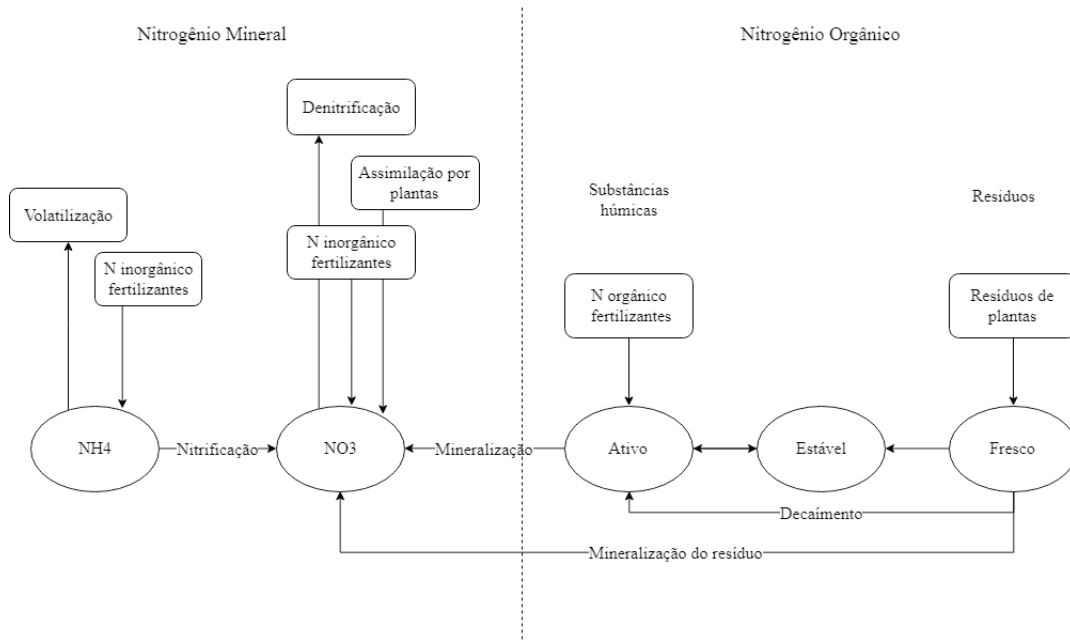 Nitrogênio Mineral
Nitrogênio Orgânico
Denitrificação
Assimilação por
plantas
Volatilização
N inorgânico
fertilizantes
N inorgânico
fertilizantes
Substâncias
húmicas
Residuos
N orgânico
fertilizantes
Resíduos de
plantas
NH4
Nitrificação
NO3
Mineralização
Ativo
Estável
Fresco
Decaímento
Mineralização do resíduo